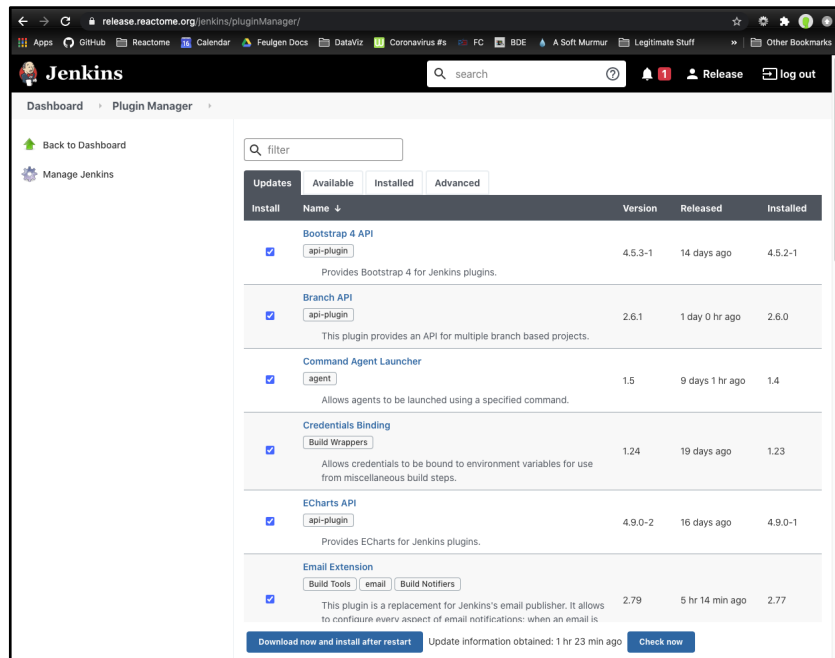 release.reactome.org/jenkins/pluginManager/
Apps GitHub Reactome 16 Calendar Feulgen Docs DataViz Coronavirus #s FC BDE A Soft Murmur Legitimate Stuff » Other Bookmarks
Jenkins search 1 Release log out
Dashboard Plugin Manager
Back to Dashboard
Manage Jenkins
filter
Updates Available Installed Advanced
Install Name ↓ Version Released Installed
Bootstrap 4 API
api-plugin
4.5.3-1 14 days ago 4.5.2-1
Provides Bootstrap 4 for Jenkins plugins.
Branch API
api-plugin
2.6.1 1 day 0 hr ago 2.6.0
This plugin provides an API for multiple branch based projects.
Command Agent Launcher
agent
1.5 9 days 1 hr ago 1.4
Allows agents to be launched using a specified command.
Credentials Binding
Build Wrappers
1.24 19 days ago 1.23
Allows credentials to be bound to environment variables for use
from miscellaneous build steps.
ECharts API
api-plugin
4.9.0-2 16 days ago 4.9.0-1
Provides ECharts for Jenkins plugins.
Email Extension
Build Tools email Build Notifiers
2.79 5 hr 14 min ago 2.77
This plugin is a replacement for Jenkins's email publisher. It allows
to configure every aspect of email notifications: when an email is
Download now and install after restart Update information obtained: 1 hr 23 min ago Check now